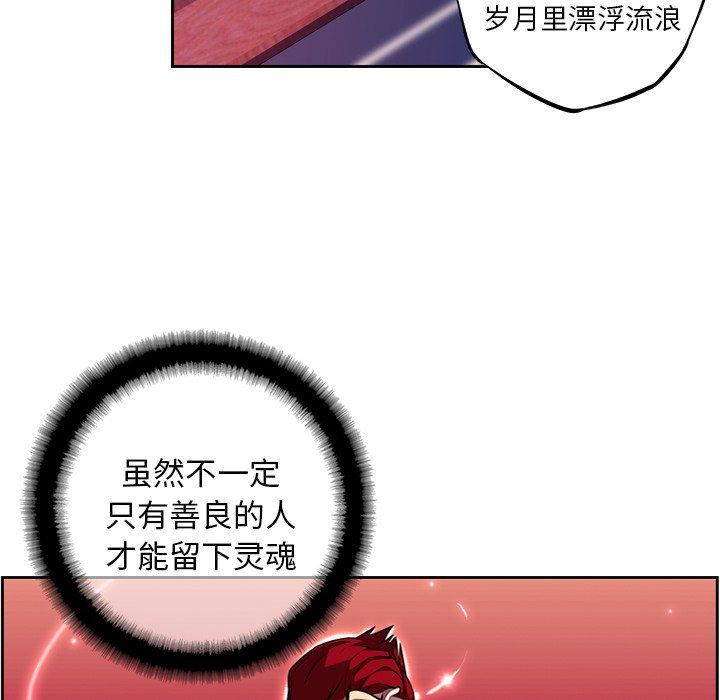 岁月里漂浮流浪
虽然不一定
只有善良的人
才能留下灵魂